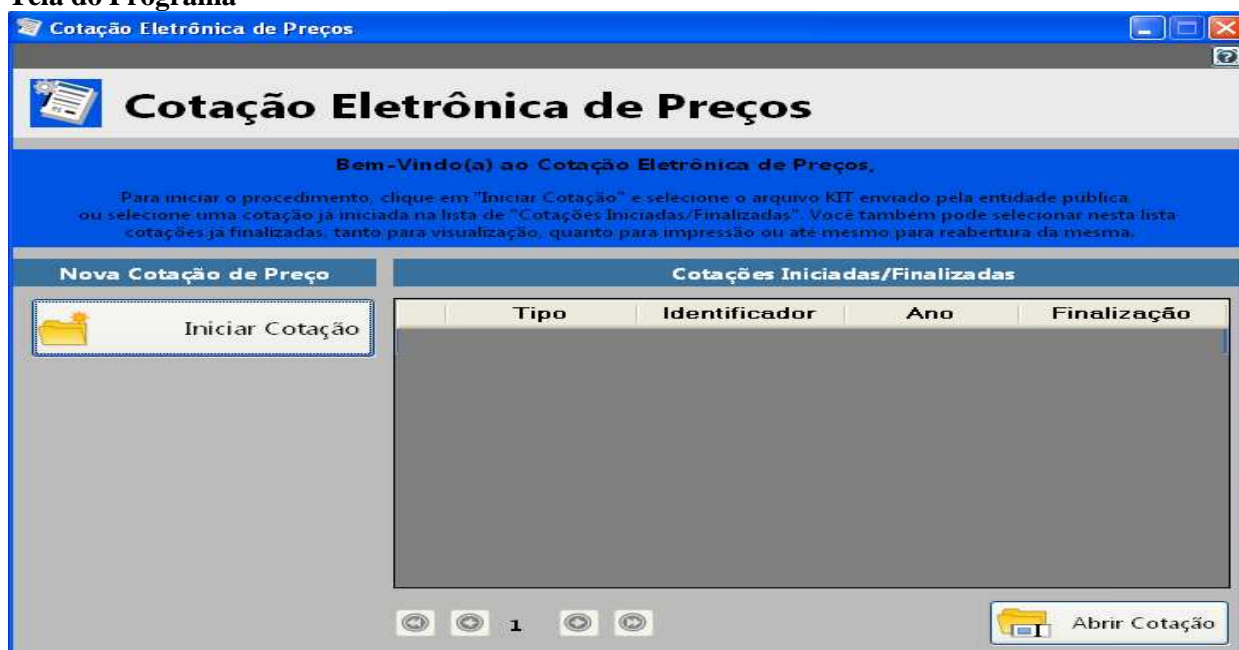 Tela do Programa
Cotação Eletrônica de Preços
Cotação Eletrônica de Preços
Bem-Vindo(a) ao Cotação Eletrônica de Preços,
Para iniciar o procedimento, clique em "Iniciar Cotação" e selecione o arquivo KIT enviado pela entidade pública,
ou selecione uma cotação já iniciada na lista de "Cotações Iniciadas/Finalizadas". Você também pode selecionar nesta lista
cotações já finalizadas, tanto para visualização, quanto para impressão ou até mesmo para reabertura da mesma.
Nova Cotação de Preço
Cotações Iniciadas/Finalizadas
Iniciar Cotação
Tipo Identificador Ano Finalização
1
Abrir Cotação